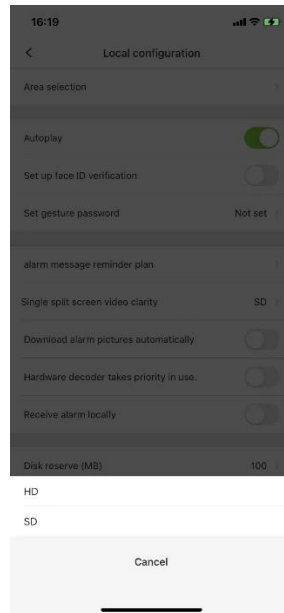 16:19
Local configuration
Area selection
Autoplay
Set up face ID verification
Set gesture password Not set
alarm message reminder plan
Single split screen video clarity SD
Download alarm pictures automatically
Hardware decoder takes priority in use.
Receive alarm locally
Disk reserve (MB) 100
HD
SD
Cancel